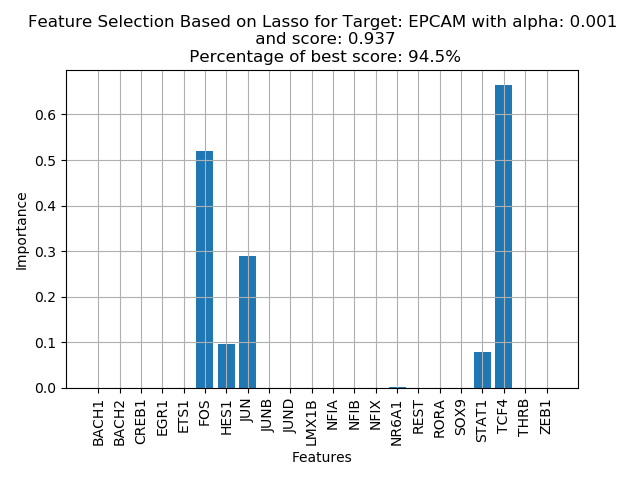 Feature Selection Based on Lasso for Target: EPCAM with alpha: 0.001
and score: 0.937
Percentage of best score: 94.5%
Importance
0.6
0.5
0.4
0.3
0.2
0.1
0.0
BACH1
BACH2
CREB1
EGR1
ETS1
FOS
HES1
JUN
JUNB
JUND
LMX1B
NFIA
NFIB
NFIX
NR6A1
REST
RORA
SOX9
STAT1
TCF4
THRB
ZEB1
Features